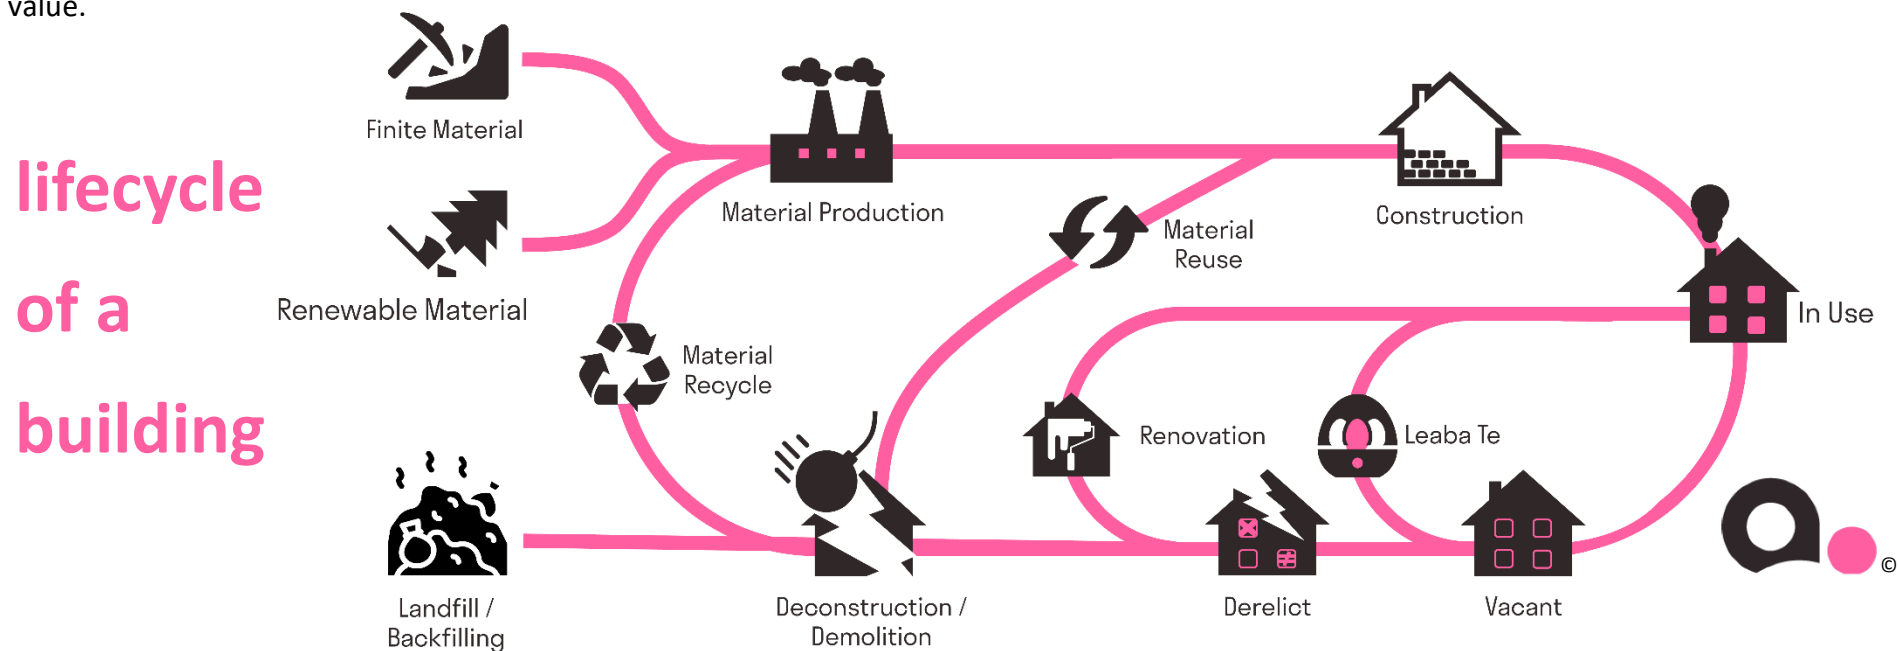 value.
lifecycle
of a
building
Finite Material
Renewable Material
Material Production
Construction
Material
Reuse
In Use
Material
Recycle
Renovation
Leaba Te
Landfill /
Backfilling
Deconstruction /
Demolition
Derelict
Vacant
©